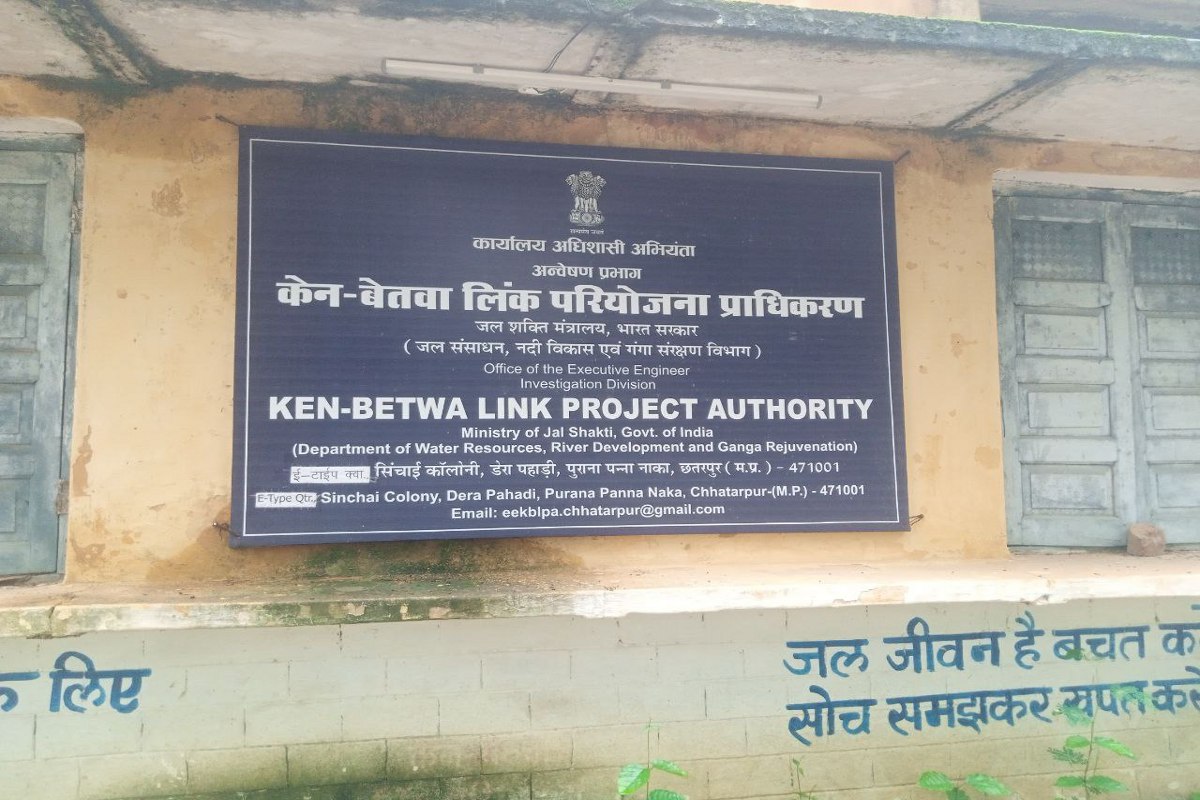 सत्यमेव जयते
कार्यालय अधिशासी अभियंता
अन्वेषण प्रभाग
केन-बेतवा लिंक परियोजना प्राधिकरण
जल शक्ति मंत्रालय, भारत सरकार
( जल संसाधन, नदी विकास एवं गंगा संरक्षण विभाग )
Office of the Executive Engineer
Investigation Division
KEN-BETWA LINK PROJECT AUTHORITY
Ministry of Jal Shakti, Govt. of India
(Department of Water Resources, River Development and Ganga Rejuvenation)
ई-टाईप क्वा. सिंचाई कॉलोनी, डेरा पहाड़ी, पुराना पन्ना नाका, छतरपुर ( म.प्र. ) - 471001
E-Type Qtr. Sinchai Colony, Dera Pahadi, Purana Panna Naka, Chhatarpur-(M.P.) - 471001
Email: eekblpa.chhatarpur@gmail.com
लिए
जल जीवन है बचत
सोच समझकर खपत करे